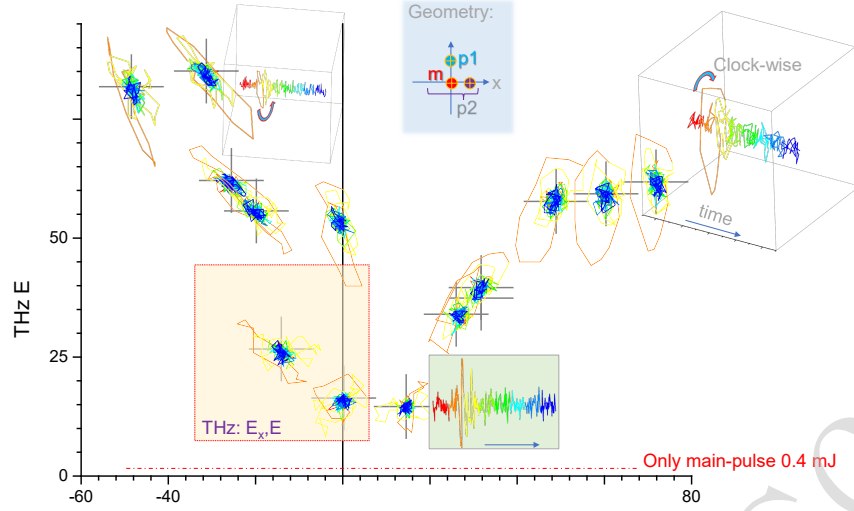 Geometry:
p1
m
x
p2
Clock-wise
time
THz E
50
25
0
THz: Eₓ,E
Only main-pulse 0.4 mJ
-60
-40
80